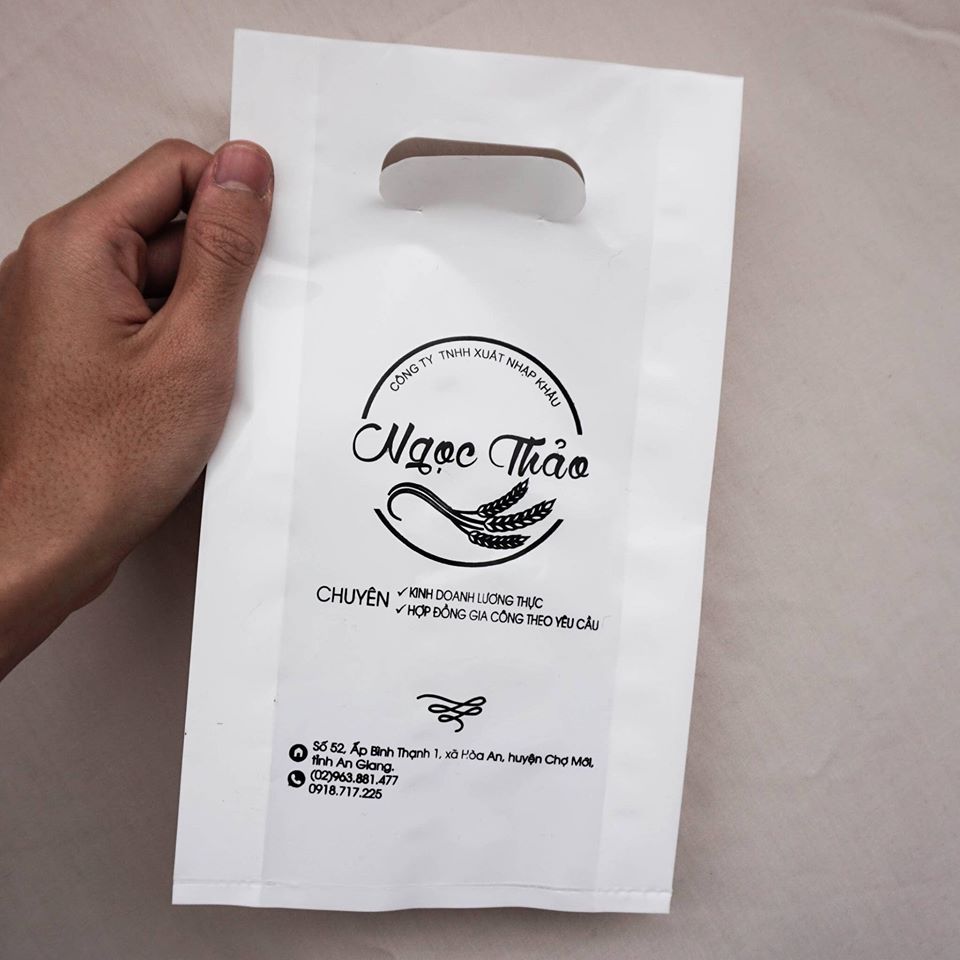 CÔNG TY TNHH XUẤT NHẬP KHẨU
Ngọc Thảo
CHUYÊN ✓ KINH DOANH LƯƠNG THỰC
✓ HỢP ĐỒNG GIA CÔNG THEO YÊU CẦU
Số 52, Ấp Bình Thạnh 1, xã Hòa An, huyện Chợ Mới,
tỉnh An Giang.
(02)963.881.477
0918.717.225